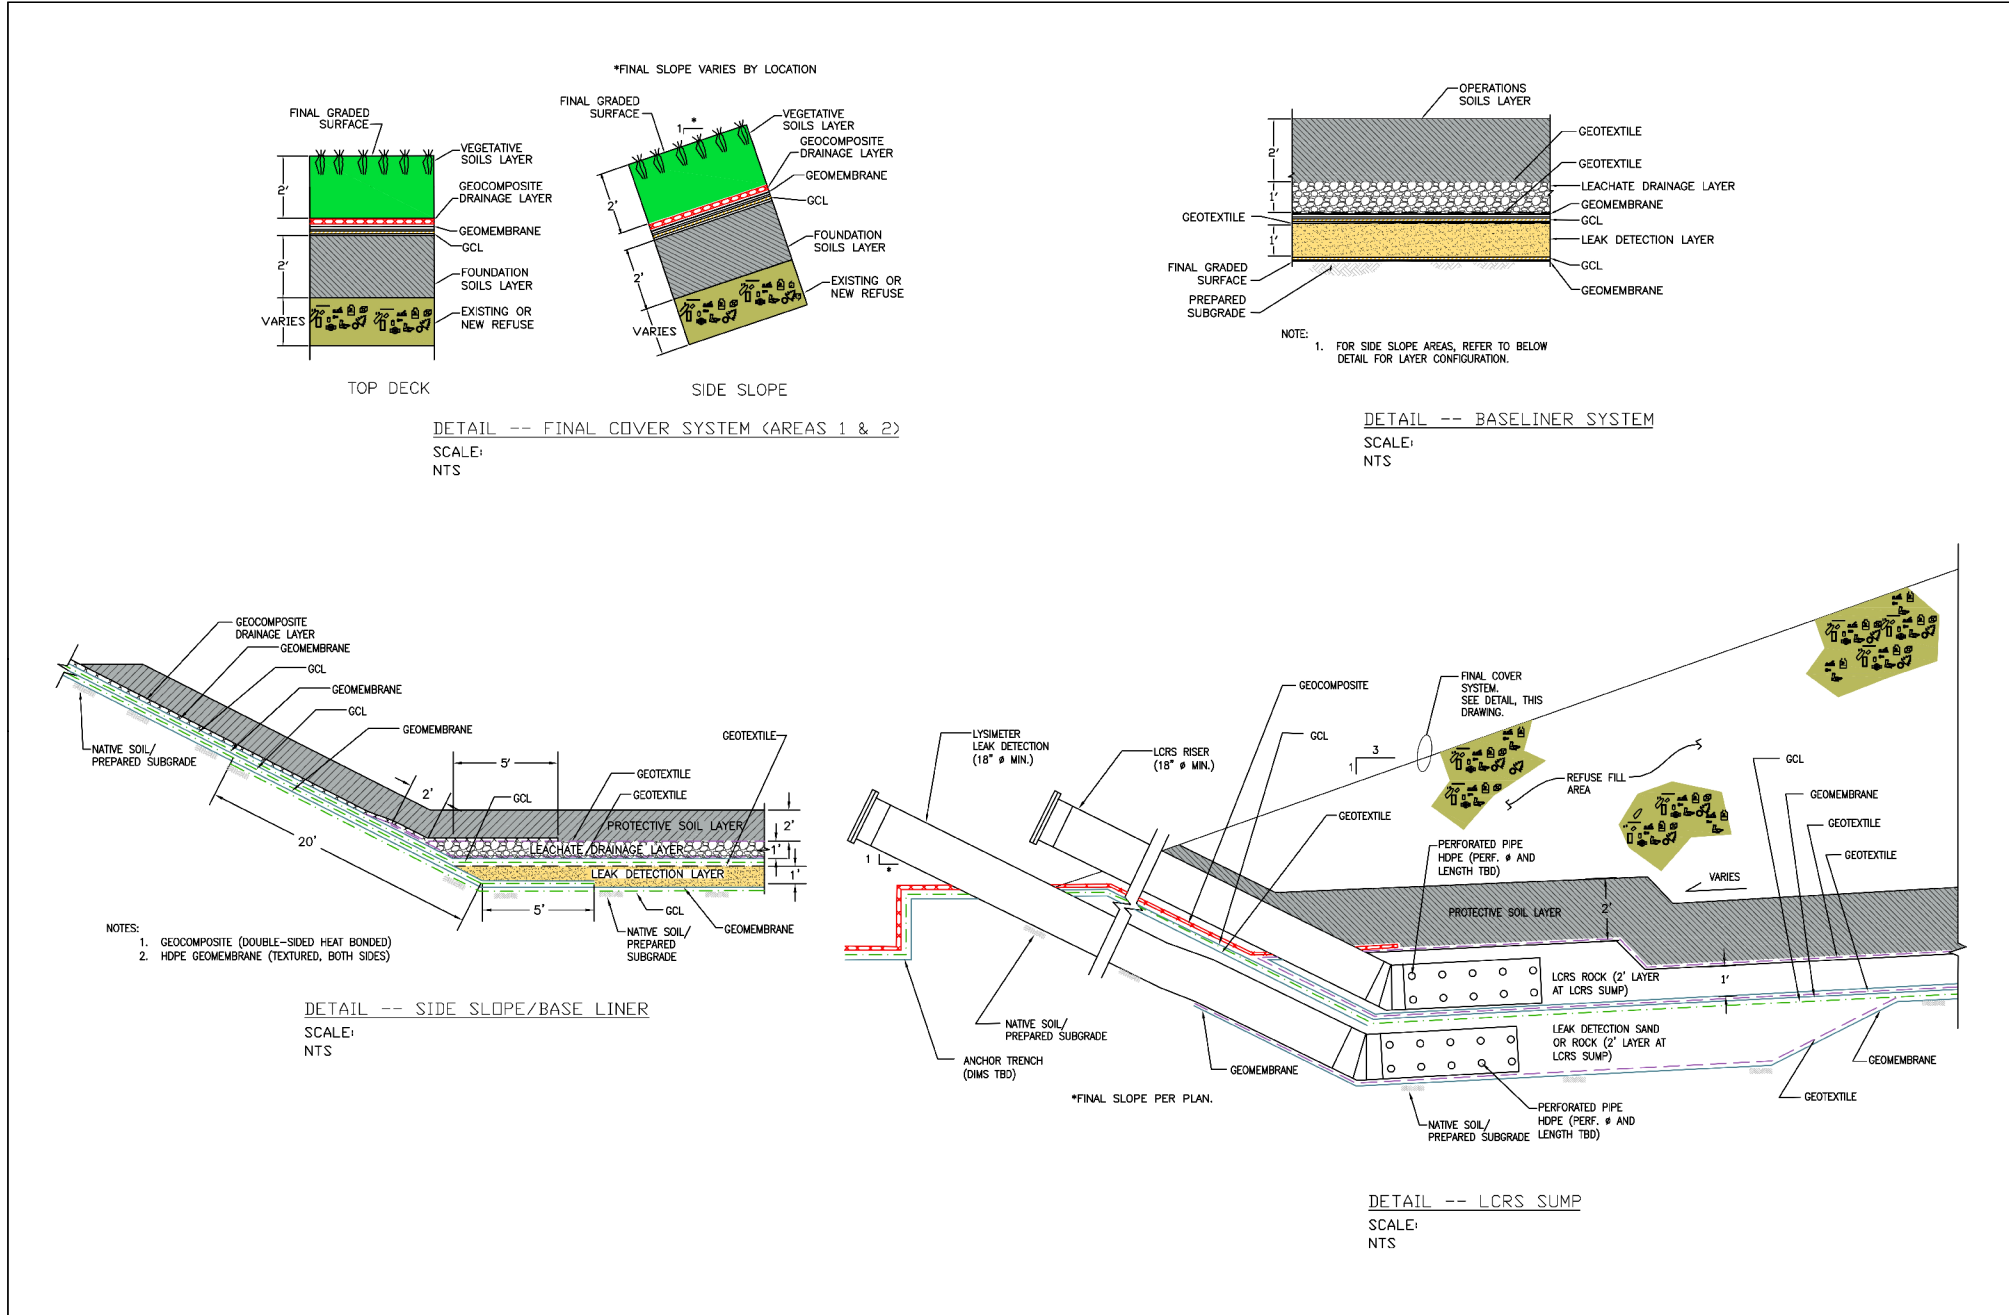 *FINAL SLOPE VARIES BY LOCATION
FINAL GRADED
SURFACE
VEGETATIVE
SOILS LAYER
GEOCOMPOSITE
DRAINAGE LAYER
GEOMEMBRANE
GCL
FOUNDATION
SOILS LAYER
EXISTING OR
NEW REFUSE
2'
2'
VARIES
TOP DECK
FINAL GRADED
SURFACE
1
*
VEGETATIVE
SOILS LAYER
GEOCOMPOSITE
DRAINAGE LAYER
GEOMEMBRANE
GCL
FOUNDATION
SOILS LAYER
EXISTING OR
NEW REFUSE
2'
2'
VARIES
SIDE SLOPE
DETAIL -- FINAL COVER SYSTEM (AREAS 1 & 2)
SCALE:
NTS
OPERATIONS
SOILS LAYER
GEOTEXTILE
GEOTEXTILE
LEACHATE DRAINAGE LAYER
GEOMEMBRANE
GCL
LEAK DETECTION LAYER
GCL
GEOMEMBRANE
2'
1'
1'
GEOTEXTILE
FINAL GRADED
SURFACE
PREPARED
SUBGRADE
NOTE:
1. FOR SIDE SLOPE AREAS, REFER TO BELOW
DETAIL FOR LAYER CONFIGURATION.
DETAIL -- BASELINER SYSTEM
SCALE:
NTS
GEOCOMPOSITE
DRAINAGE LAYER
GEOMEMBRANE
GCL
GEOMEMBRANE
GCL
GEOMEMBRANE
GEOTEXTILE
NATIVE SOIL/
PREPARED SUBGRADE
5'
2'
GEOTEXTILE
GCL
GEOTEXTILE
PROTECTIVE SOIL LAYER
2'
20'
LEACHATE DRAINAGE LAYER
1'
LEAK DETECTION LAYER
1'
5'
GCL
GEOMEMBRANE
NATIVE SOIL/
PREPARED
SUBGRADE
NOTES:
1. GEOCOMPOSITE (DOUBLE-SIDED HEAT BONDED)
2. HDPE GEOMEMBRANE (TEXTURED, BOTH SIDES)
DETAIL -- SIDE SLOPE/BASE LINER
SCALE:
NTS
LYSIMETER
LEAK DETECTION
(18" ø MIN.)
LCRS RISER
(18" ø MIN.)
GEOCOMPOSITE
GCL
GEOTEXTILE
3
1
FINAL COVER
SYSTEM.
SEE DETAIL, THIS
DRAWING.
REFUSE FILL
AREA
GCL
GEOMEMBRANE
GEOTEXTILE
GEOTEXTILE
PERFORATED PIPE
HDPE (PERF. ø AND
LENGTH TBD)
VARIES
1
*
PROTECTIVE SOIL LAYER
2'
LCRS ROCK (2' LAYER
AT LCRS SUMP)
1'
LEAK DETECTION SAND
OR ROCK (2' LAYER AT
LCRS SUMP)
NATIVE SOIL/
PREPARED SUBGRADE
ANCHOR TRENCH
(DIMS TBD)
GEOMEMBRANE
GEOMEMBRANE
GEOTEXTILE
*FINAL SLOPE PER PLAN.
NATIVE SOIL/
PREPARED SUBGRADE
PERFORATED PIPE
HDPE (PERF. ø AND
LENGTH TBD)
DETAIL -- LCRS SUMP
SCALE:
NTS